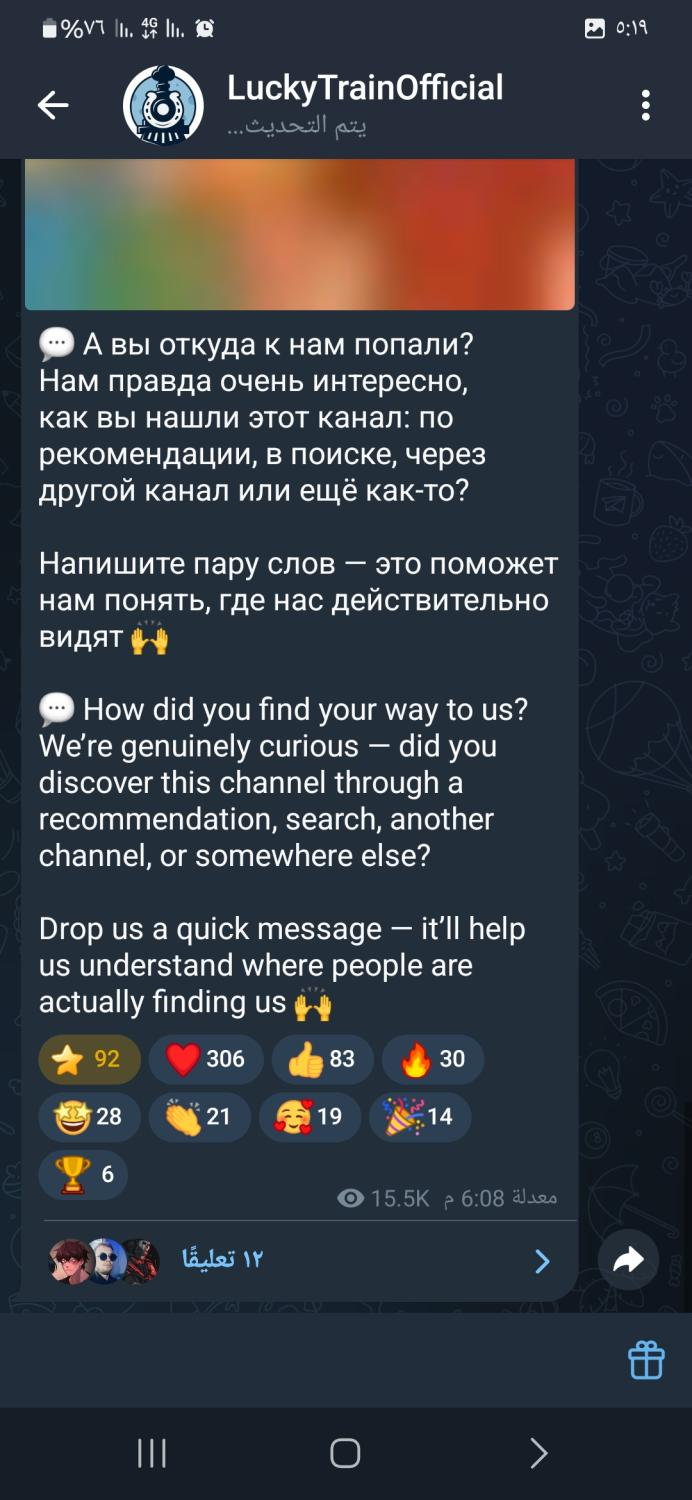 %٧٦ 4G ٥:١٩
LuckyTrainOfficial
يتم التحديث...
💬 А вы откуда к нам попали?
Нам правда очень интересно,
как вы нашли этот канал: по
рекомендации, в поиске, через
другой канал или ещё как-то?
Напишите пару слов — это поможет
нам понять, где нас действительно
видят 🙌
💬 How did you find your way to us?
We’re genuinely curious — did you
discover this channel through a
recommendation, search, another
channel, or somewhere else?
Drop us a quick message — it’ll help
us understand where people are
actually finding us 🙌
⭐ 92 ❤️ 306 👍 83 🔥 30
🤩 28 👏 21 🥰 19 🎉 14
🏆 6
15.5K معدلة 6:08 م
١٢ تعليقًا